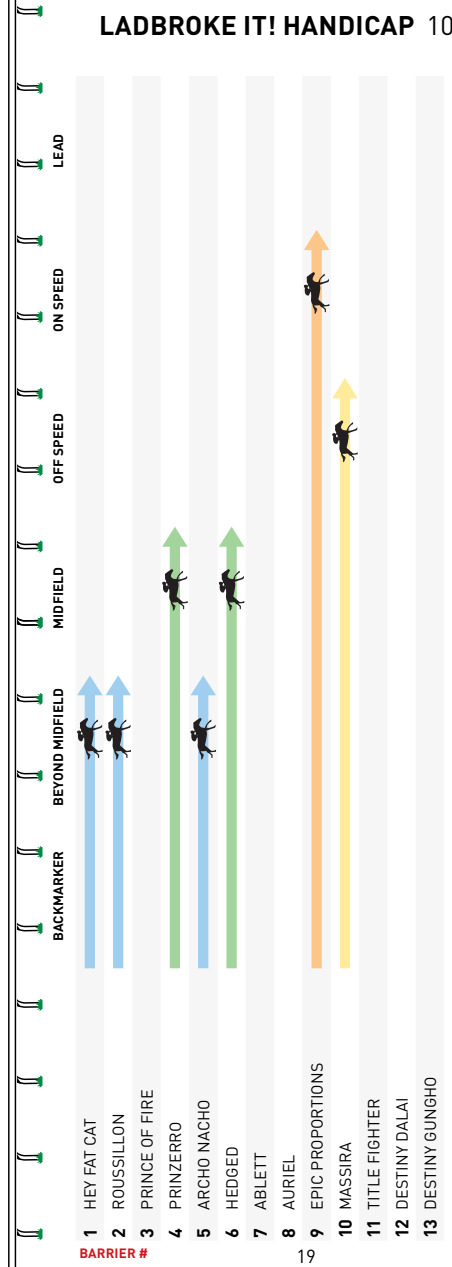 LADBROKE IT! HANDICAP 10
LEAD
ON SPEED
OFF SPEED
MIDFIELD
BEYOND MIDFIELD
BACKMARKER
1 HEY FAT CAT
2 ROUSSILLON
3 PRINCE OF FIRE
4 PRINZERRO
5 ARCHO NACHO
6 HEDGED
7 ABLETT
8 AURIEL
9 EPIC PROPORTIONS
10 MASSIRA
11 TITLE FIGHTER
12 DESTINY DALAI
13 DESTINY GUNGHO
BARRIER #
19